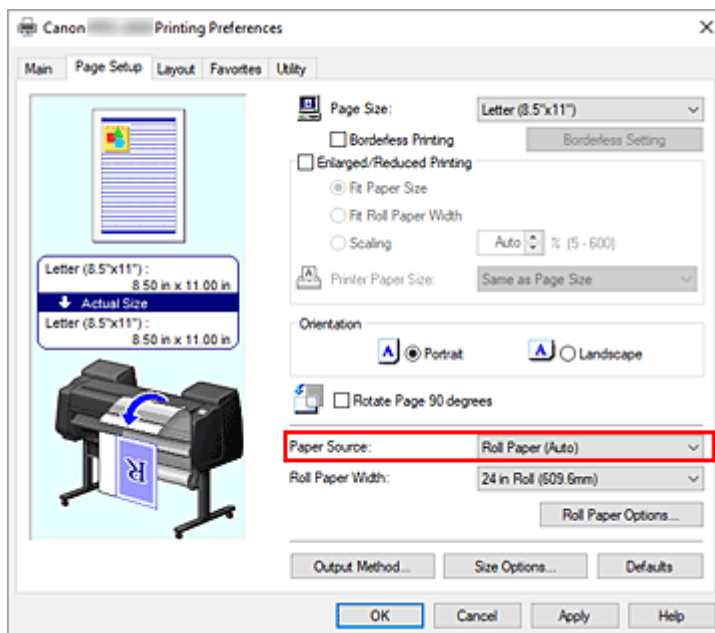 Canon Printing Preferences
Main Page Setup Layout Favorites Utility
Page Size: Letter (8.5"x11")
Borderless Printing Borderless Setting
Enlarged/Reduced Printing
Fit Paper Size
Fit Roll Paper Width
Scaling Auto % (5 - 600)
Printer Paper Size: Same as Page Size
Letter (8.5"x11") :
8.50 in x 11.00 in
Actual Size
Letter (8.5"x11") :
8.50 in x 11.00 in
Orientation
A Portrait A Landscape
Rotate Page 90 degrees
Paper Source: Roll Paper (Auto)
Roll Paper Width: 24 in Roll (609.6mm)
R
Roll Paper Options...
Output Method... Size Options... Defaults
OK Cancel Apply Help